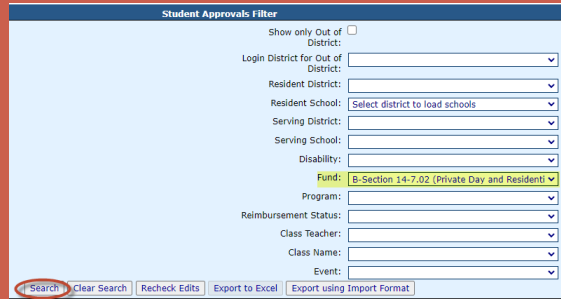 Student Approvals Filter
Show only Out of
District:
Login District for Out of
District:
Resident District:
Resident School: Select district to load schools
Serving District:
Serving School:
Disability:
Fund: B-Section 14-7.02 (Private Day and Residenti
Program:
Reimbursement Status:
Class Teacher:
Class Name:
Event:
Search Clear Search Recheck Edits Export to Excel Export using Import Format